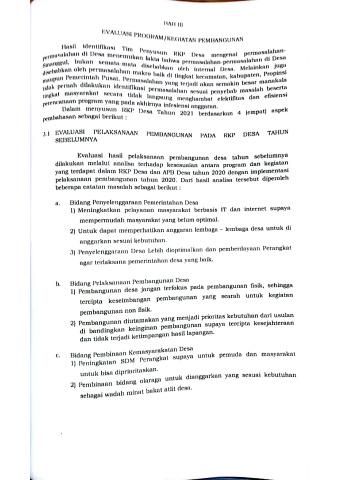 BAB III
EVALUASI PROGRAM/KEGIATAN PEMBANGUNAN
Hasil identifikasi Tim Penyusun RKP Desa mengenai permasalahan-
permasalahan di Desa menemukan fakta bahwa permasalahan-permasalahan di Desa
bukan semata mata disebabkan oleh internal Desa. Melainkan juga
disebabkan oleh permasalahan makro baik di tingkat kecamatan, kabupaten, Propinsi
maupun Pemerintah Pusat. Permasalahan yang terjadi akan semakin besar manakala
tidak pernah dilakukan identifikasi permasalahan sesuai penyebab masalah beserta
tingkat masyarakat secara tidak langsung menghambat efektifitas dan efisiensi
perencanaan program yang pada akhirnya infesiensi anggaran.
Dalam menyusun RKP Desa Tahun 2021 berdasarkan 4 (empat) aspek
pembahasan sebagai berikut :
3.1 EVALUASI PELAKSANAAN PEMBANGUNAN PADA RKP DESA TAHUN
SEBELUMNYA
Evaluasi hasil pelaksanaan pembangunan desa tahun sebelumnya
dilakukan melalui analisa terhadap kesesuaian antara program dan kegiatan
yang terdapat dalam RKP Desa dan APB Desa tahun 2020 dengan implementasi
pelaksanaan pembangunan tahun 2020. Dari hasil analisa tersebut diperoleh
beberapa catatan masalah sebagai berikut :
a. Bidang Penyelenggaraan Pemerintahan Desa
1) Meningkatkan pelayanan masyarakat berbasis IT dan internet supaya
mempermudah masyarakat yang belum optimal.
2) Untuk dapat memperhatikan anggaran lembaga – lembaga desa untuk di
anggarkan sesuai kebutuhan.
3) Penyelenggaraan Desa Lebih dioptimalkan dan pemberdayaan Perangkat
agar terlaksana pemerintahan desa yang baik.
b. Bidang Pelaksanaan Pembangunan Desa
1) Pembangunan desa jangan terfokus pada pembangunan fisik, sehingga
tercipta keseimbangan pembangunan yang searah untuk kegiatan
pembangunan non fisik.
2) Pembangunan diutamakan yang menjadi prioritas kebutuhan dari usulan
di bandingkan keinginan pembangunan supaya tercipta kesejahteraan
dan tidak terjadi ketimpangan hasil lapangan.
c. Bidang Pembinaan Kemasyarakatan Desa
1) Peningkatan SDM Perangkat supaya untuk pemuda dan masyarakat
untuk bisa diprioritaskan.
2) Pembinaan bidang olaraga untuk dianggarkan yang sesuai kebutuhan
sebagai wadah minat bakat atlit desa.